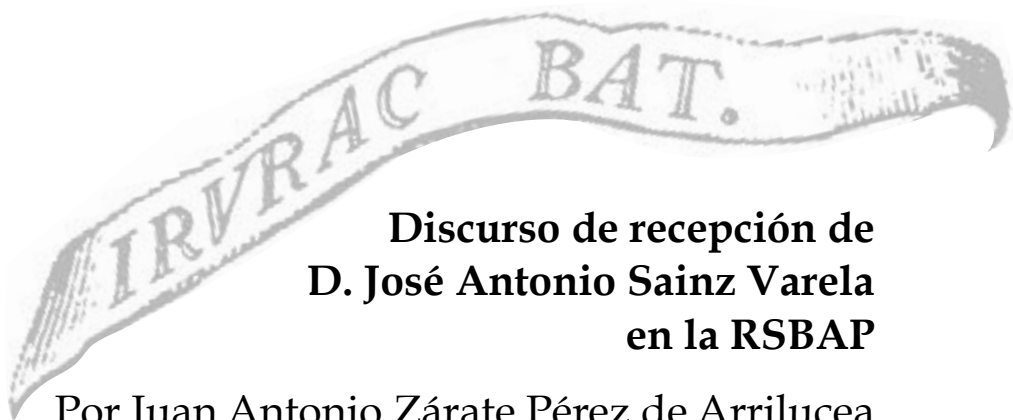 IRVRAC BAT.
Discurso de recepción de
D. José Antonio Sainz Varela
en la RSBAP
Por Juan Antonio Zárate Pérez de Arrilucea